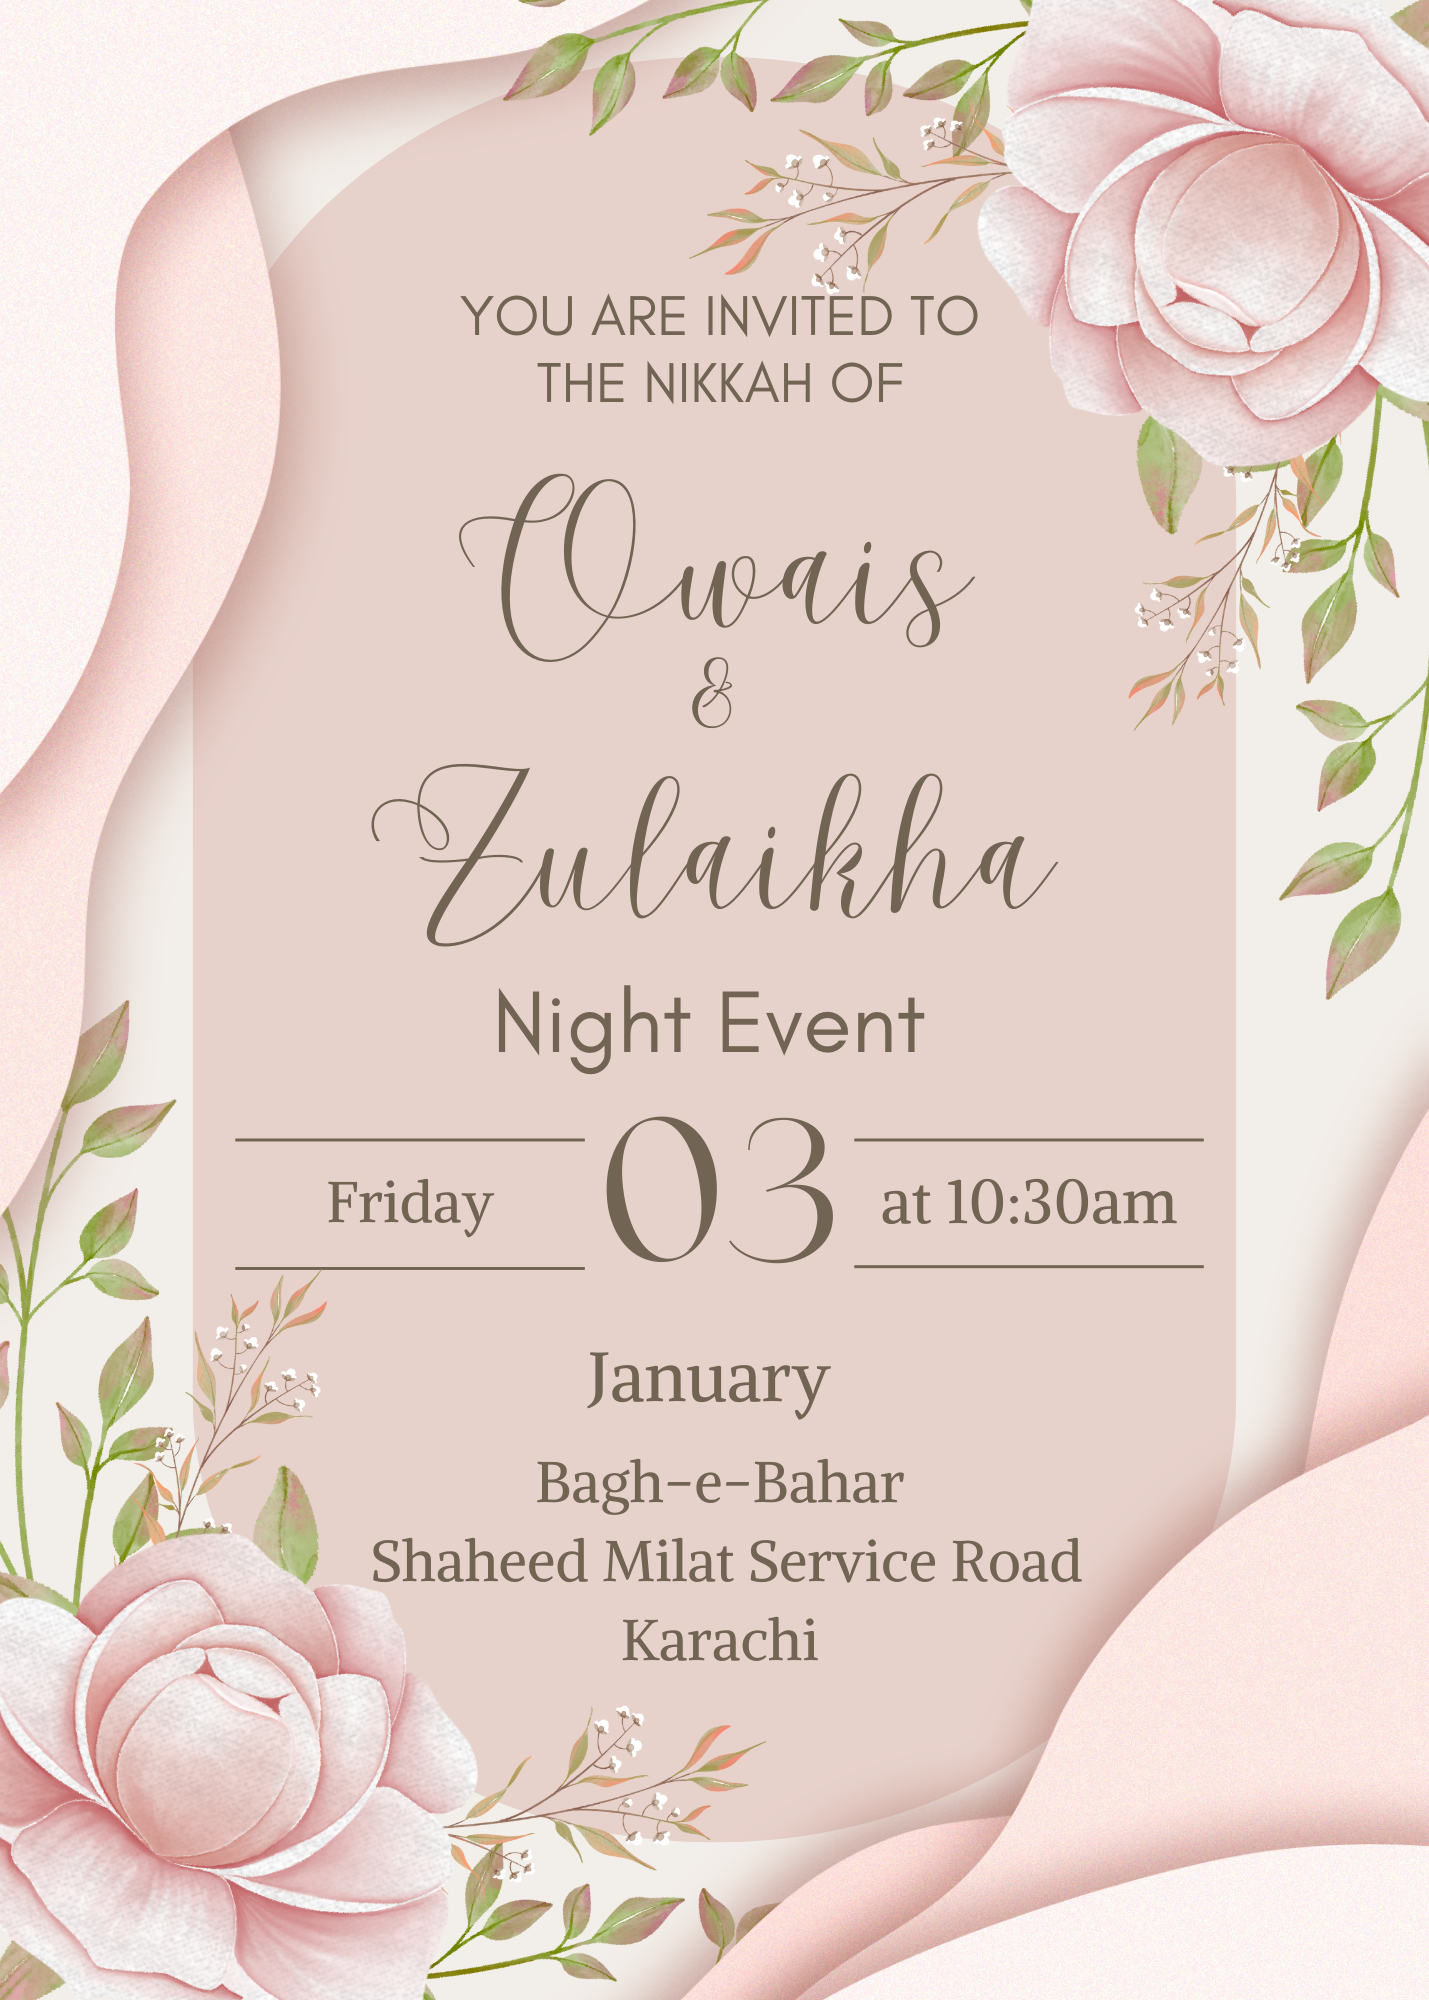 YOU ARE INVITED TO
THE NIKKAH OF
Owais
&
Zulaikha
Night Event
Friday 03 at 10:30am
January
Bagh-e-Bahar
Shaheed Milat Service Road
Karachi